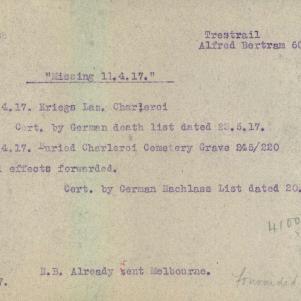 Trestrail
Alfred Bertram 60
"Missing 11.4.17."
.4.17. Kriegs Laz. Charleroi
Cert. by German death list dated 23.5.17.
.4.17. Buried Charleroi Cemetery Grave 245/220
effects forwarded.
Cert. by German Nachlass List dated 20.
4100
N.B. Already sent Melbourne.
7.